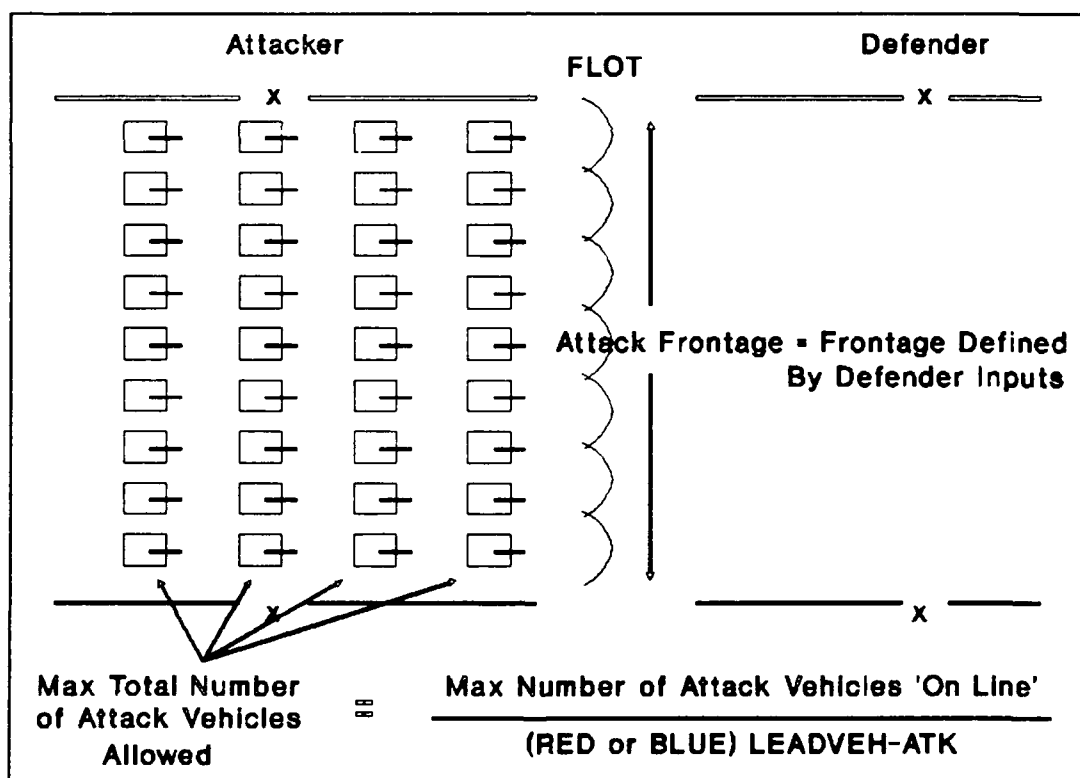 Attacker
Defender
FLOT
X
X
Attack Frontage = Frontage Defined
By Defender Inputs
X
X
Max Total Number
of Attack Vehicles
Allowed
=
Max Number of Attack Vehicles 'On Line'
(RED or BLUE) LEADVEH-ATK